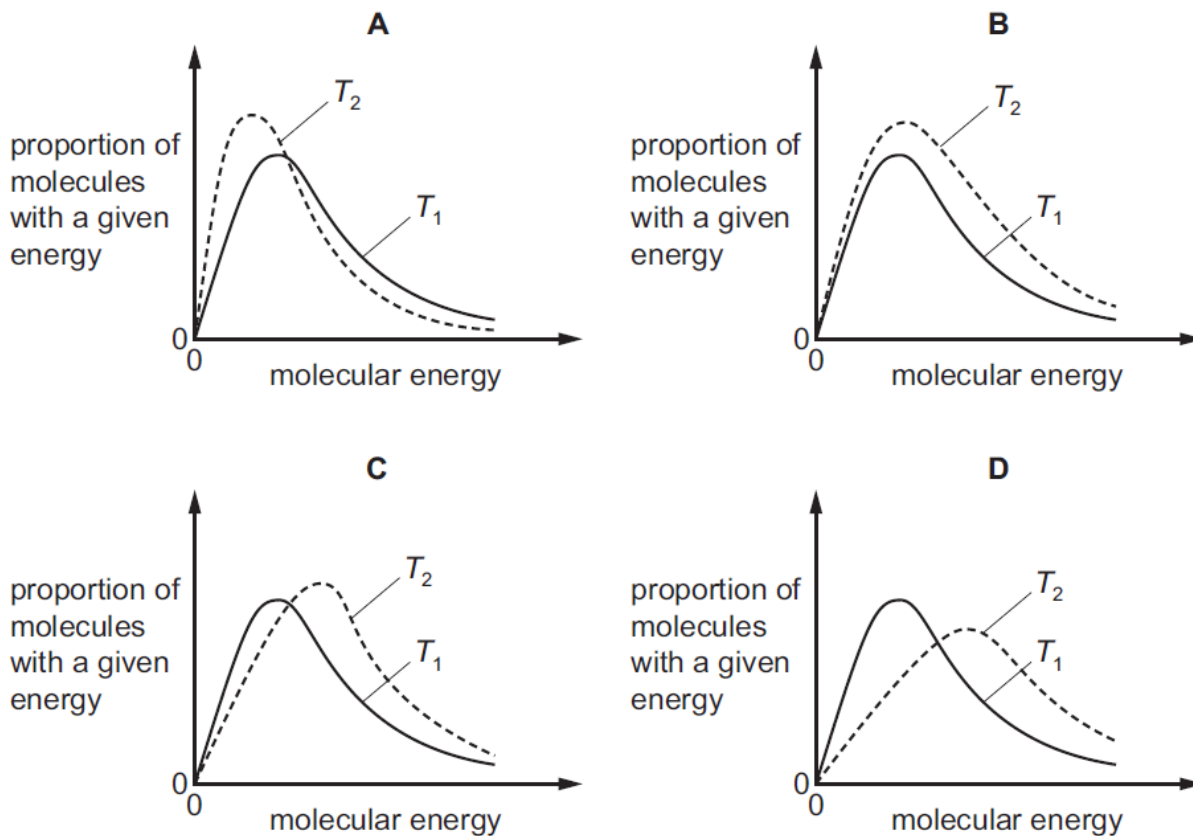 A
proportion of
molecules
with a given
energy
T2
T1
0
0
molecular energy
B
proportion of
molecules
with a given
energy
T2
T1
0
0
molecular energy
C
proportion of
molecules
with a given
energy
T2
T1
0
0
molecular energy
D
proportion of
molecules
with a given
energy
T2
T1
0
0
molecular energy